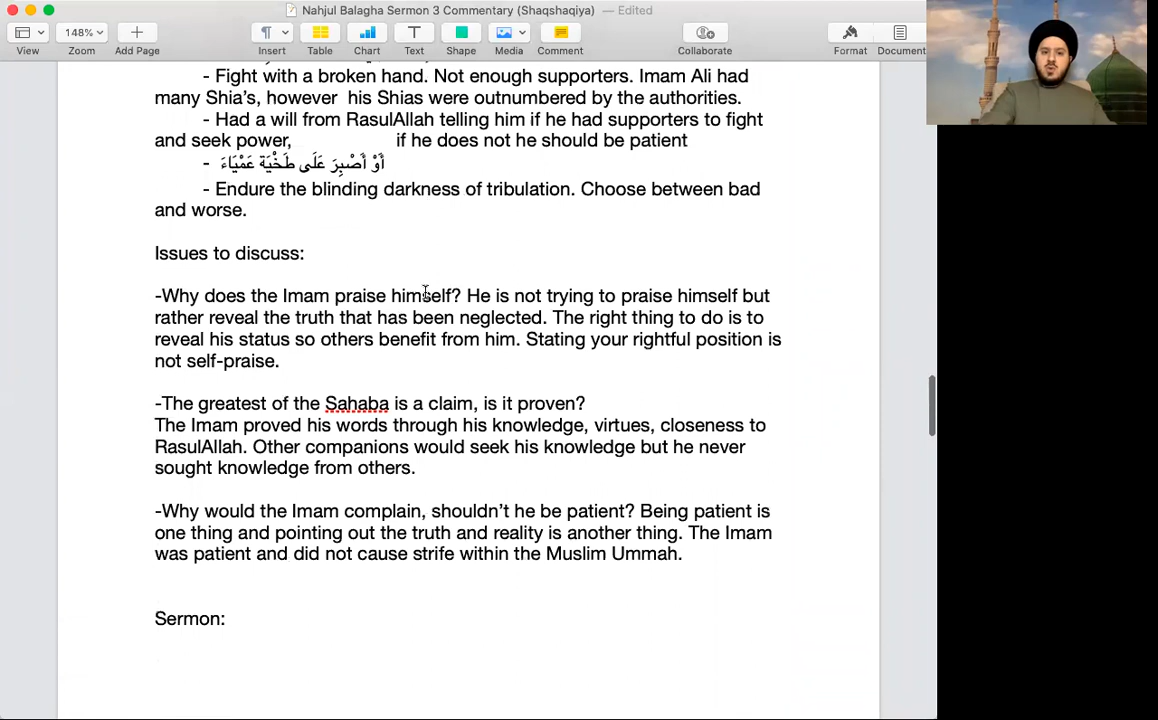 Nahjul Balagha Sermon 3 Commentary (Shaqshaqiya) — Edited
148%
View Zoom Add Page Insert Table Chart Text Shape Media Comment Collaborate Format Document
- Fight with a broken hand. Not enough supporters. Imam Ali had
many Shia's, however his Shias were outnumbered by the authorities.
- Had a will from RasulAllah telling him if he had supporters to fight
and seek power, if he does not he should be patient
- أَوْ أَصْبِرَ عَلَى طَخْيَة عَمْيَاءَ
- Endure the blinding darkness of tribulation. Choose between bad
and worse.
Issues to discuss:
-Why does the Imam praise himself? He is not trying to praise himself but
rather reveal the truth that has been neglected. The right thing to do is to
reveal his status so others benefit from him. Stating your rightful position is
not self-praise.
-The greatest of the Sahaba is a claim, is it proven?
The Imam proved his words through his knowledge, virtues, closeness to
RasulAllah. Other companions would seek his knowledge but he never
sought knowledge from others.
-Why would the Imam complain, shouldn't he be patient? Being patient is
one thing and pointing out the truth and reality is another thing. The Imam
was patient and did not cause strife within the Muslim Ummah.
Sermon: